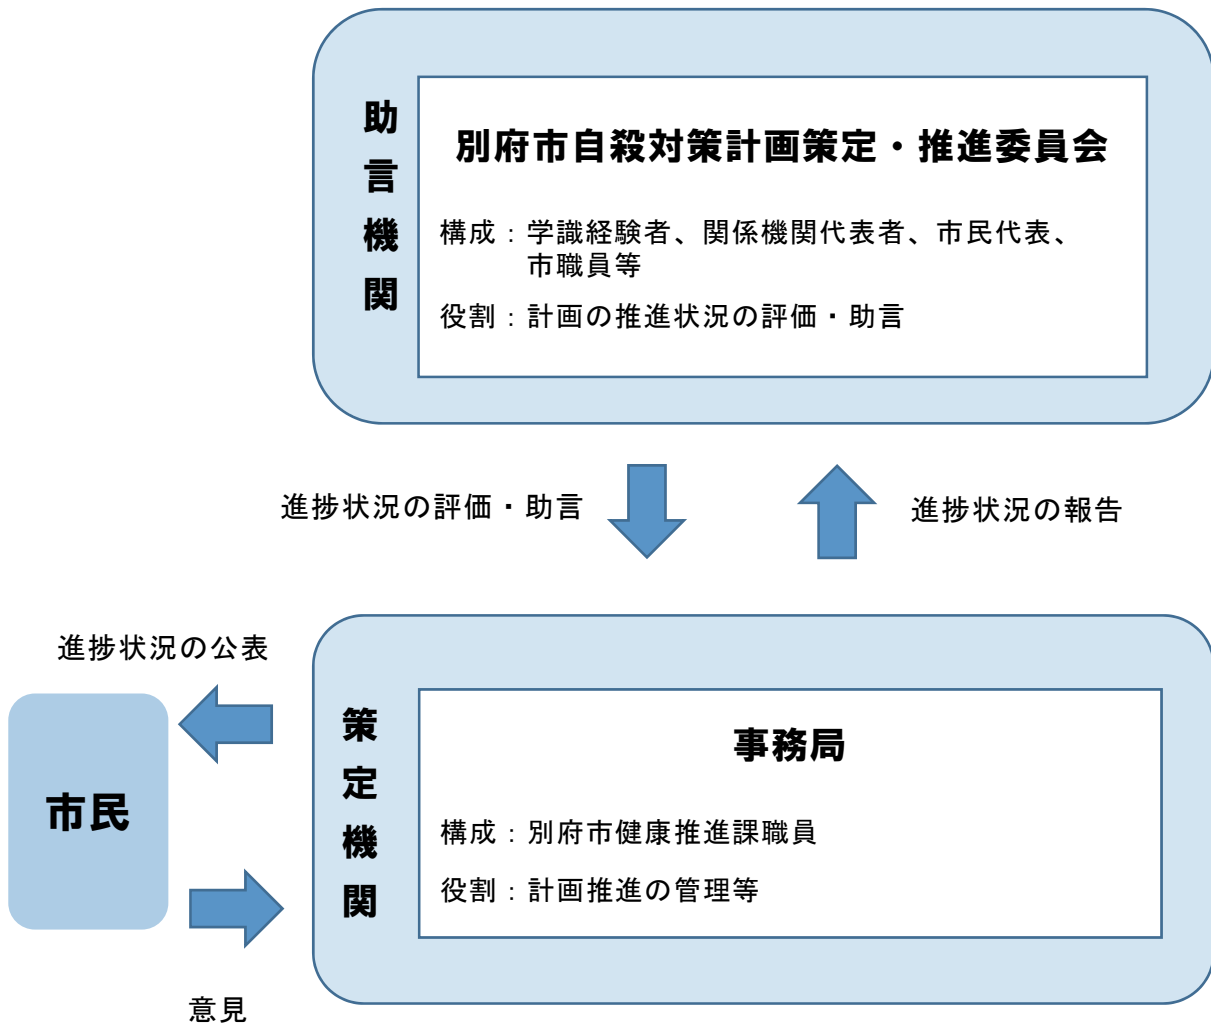 助言機関
別府市自殺対策計画策定・推進委員会
構成：学識経験者、関係機関代表者、市民代表、
市職員等
役割：計画の推進状況の評価・助言
進捗状況の評価・助言
進捗状況の報告
進捗状況の公表
市民
意見
策定機関
事務局
構成：別府市健康推進課職員
役割：計画推進の管理等